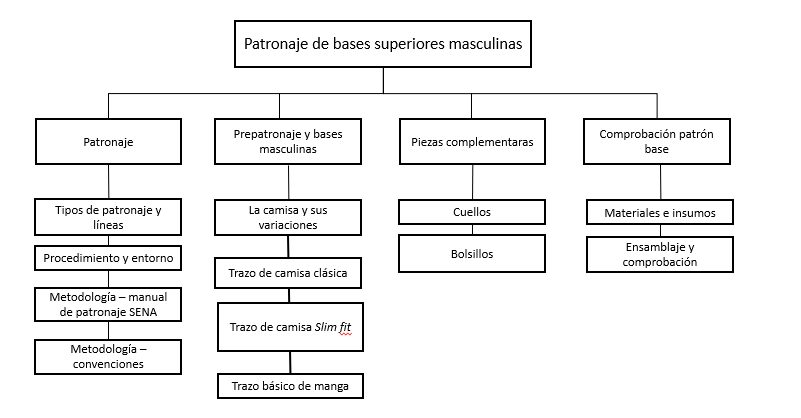 Patronaje de bases superiores masculinas
Patronaje
Prepatronaje y bases
masculinas
Piezas complementaras
Comprobación patrón
base
Tipos de patronaje y
líneas
Procedimiento y entorno
Metodología – manual
de patronaje SENA
Metodología –
convenciones
La camisa y sus
variaciones
Trazo de camisa clásica
Trazo de camisa Slim fit
Trazo básico de manga
Cuellos
Bolsillos
Materiales e insumos
Ensamblaje y
comprobación